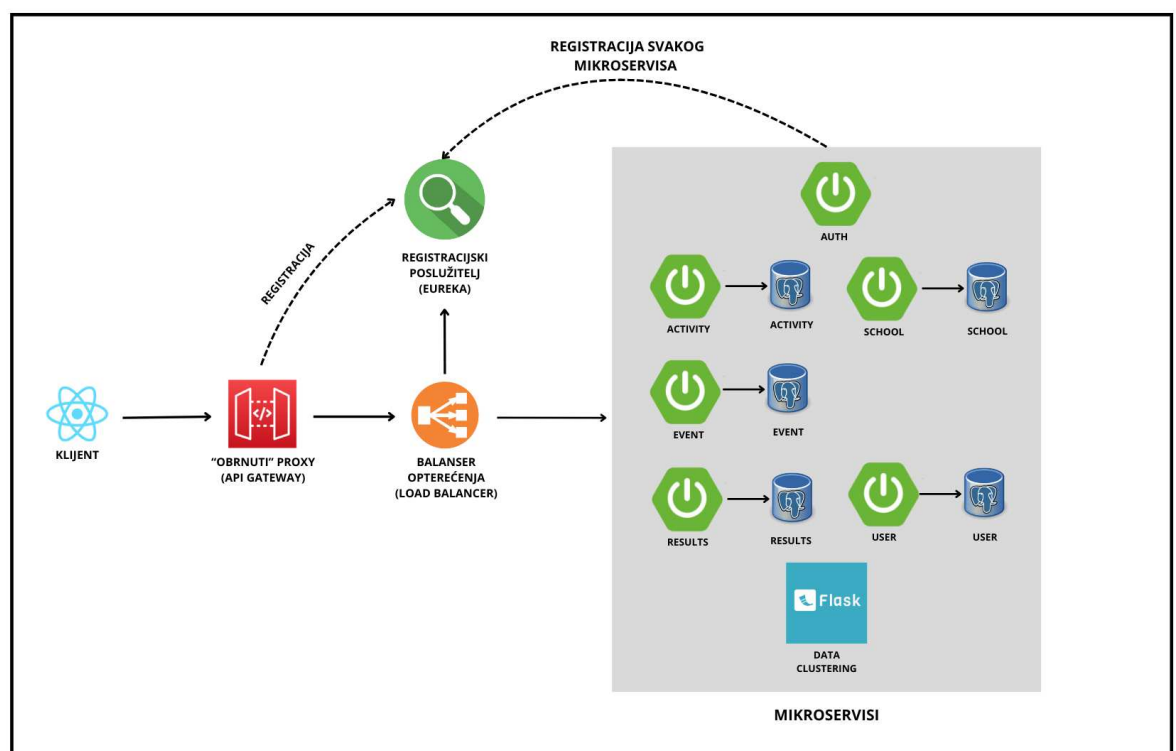 REGISTRACIJA SVAKOG
MIKROSERVISA
REGISTRACIJA
REGISTRACIJSKI
POSLUŽITELJ
(EUREKA)
KLIJENT
</>
“OBRNUTI” PROXY
(API GATEWAY)
BALANSER
OPTEREĆENJA
(LOAD BALANCER)
AUTH
ACTIVITY
ACTIVITY
SCHOOL
SCHOOL
EVENT
EVENT
RESULTS
RESULTS
USER
USER
Flask
DATA
CLUSTERING
MIKROSERVISI